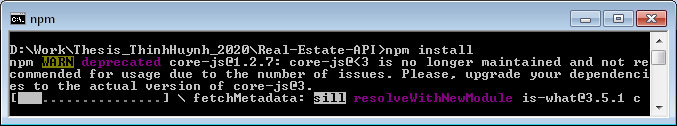 npm
D:\Work\Thesis_ThinhHuynh_2020\Real-Estate-API>npm install
npm WARN deprecated core-js@1.2.7: core-js@<3 is no longer maintained and not re
commended for usage due to the number of issues. Please, upgrade your dependenci
es to the actual version of core-js@3.
[ ...............] \ fetchMetadata: sill resolveWithNewModule is-what@3.5.1 c